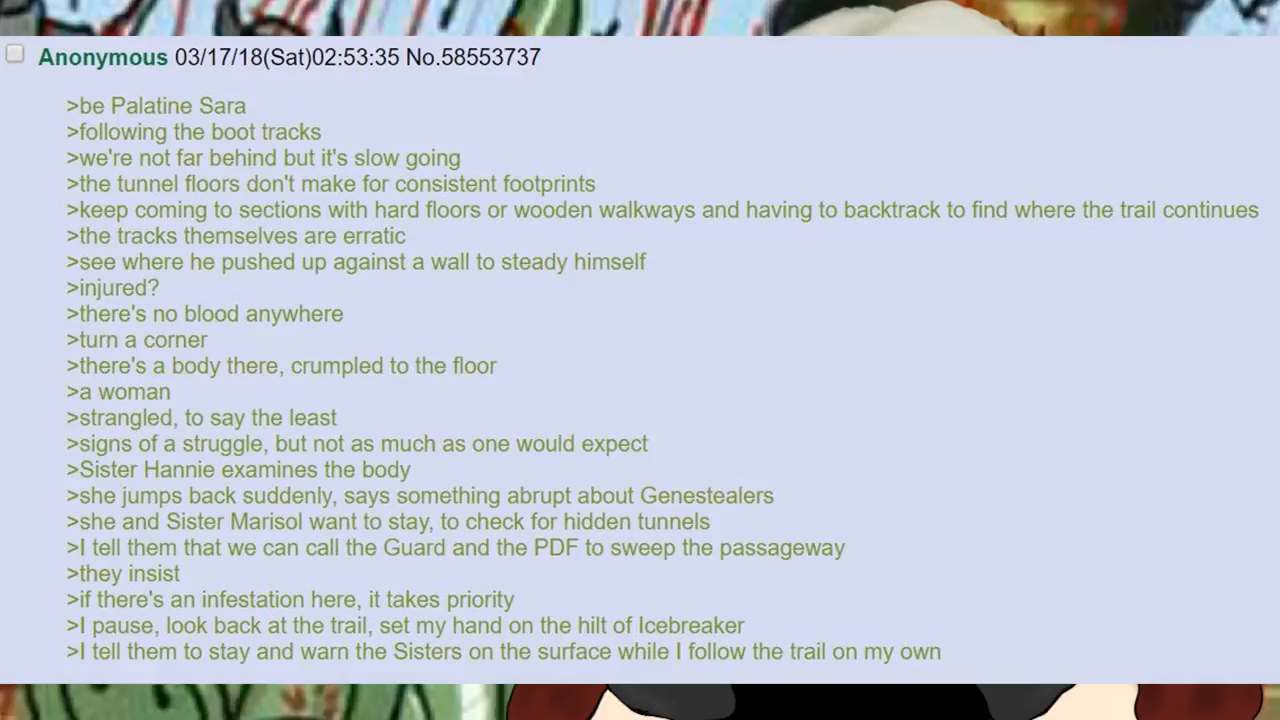 Anonymous 03/17/18(Sat)02:53:35 No.58553737
>be Palatine Sara
>following the boot tracks
>we're not far behind but it's slow going
>the tunnel floors don't make for consistent footprints
>keep coming to sections with hard floors or wooden walkways and having to backtrack to find where the trail continues
>the tracks themselves are erratic
>see where he pushed up against a wall to steady himself
>injured?
>there's no blood anywhere
>turn a corner
>there's a body there, crumpled to the floor
>a woman
>strangled, to say the least
>signs of a struggle, but not as much as one would expect
>Sister Hannie examines the body
>she jumps back suddenly, says something abrupt about Genestealers
>she and Sister Marisol want to stay, to check for hidden tunnels
>I tell them that we can call the Guard and the PDF to sweep the passageway
>they insist
>if there's an infestation here, it takes priority
>I pause, look back at the trail, set my hand on the hilt of Icebreaker
>I tell them to stay and warn the Sisters on the surface while I follow the trail on my own